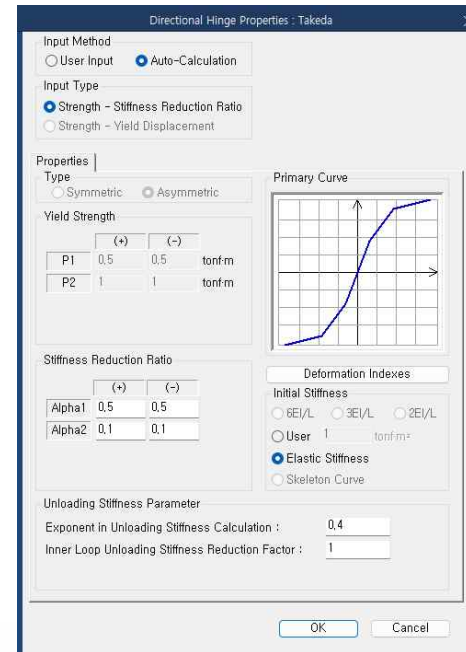 Directional Hinge Properties : Takeda
Input Method
User Input Auto-Calculation
Input Type
Strength - Stiffness Reduction Ratio
Strength - Yield Displacement
Properties
Type
Symmetric Asymmetric
Primary Curve
Yield Strength
(+) (-)
P1 0,5 0,5 tonf·m
P2 1 1 tonf·m
Stiffness Reduction Ratio
(+) (-)
Alpha1 0,5 0,5
Alpha2 0,1 0,1
Deformation Indexes
Initial Stiffness
6EI/L 3EI/L 2EI/L
User 1 tonf·m²
Elastic Stiffness
Skeleton Curve
Unloading Stiffness Parameter
Exponent in Unloading Stiffness Calculation : 0,4
Inner Loop Unloading Stiffness Reduction Factor : 1
OK Cancel